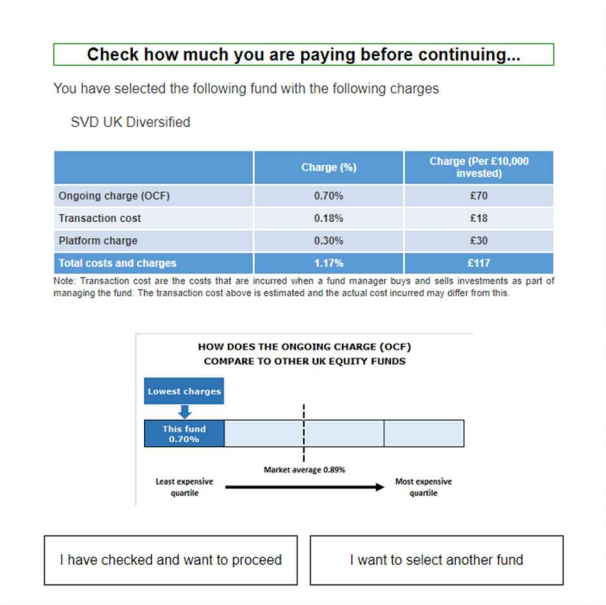 Check how much you are paying before continuing...
You have selected the following fund with the following charges
SVD UK Diversified
Charge (%)
Charge (Per £10,000
invested)
Ongoing charge (OCF) 0.70% £70
Transaction cost 0.18% £18
Platform charge 0.30% £30
Total costs and charges 1.17% £117
Note: Transaction cost are the costs that are incurred when a fund manager buys and sells investments as part of
managing the fund. The transaction cost above is estimated and the actual cost incurred may differ from this.
HOW DOES THE ONGOING CHARGE (OCF)
COMPARE TO OTHER UK EQUITY FUNDS
Lowest charges
This fund
0.70%
Market average 0.89%
Least expensive
quartile
Most expensive
quartile
I have checked and want to proceed
I want to select another fund